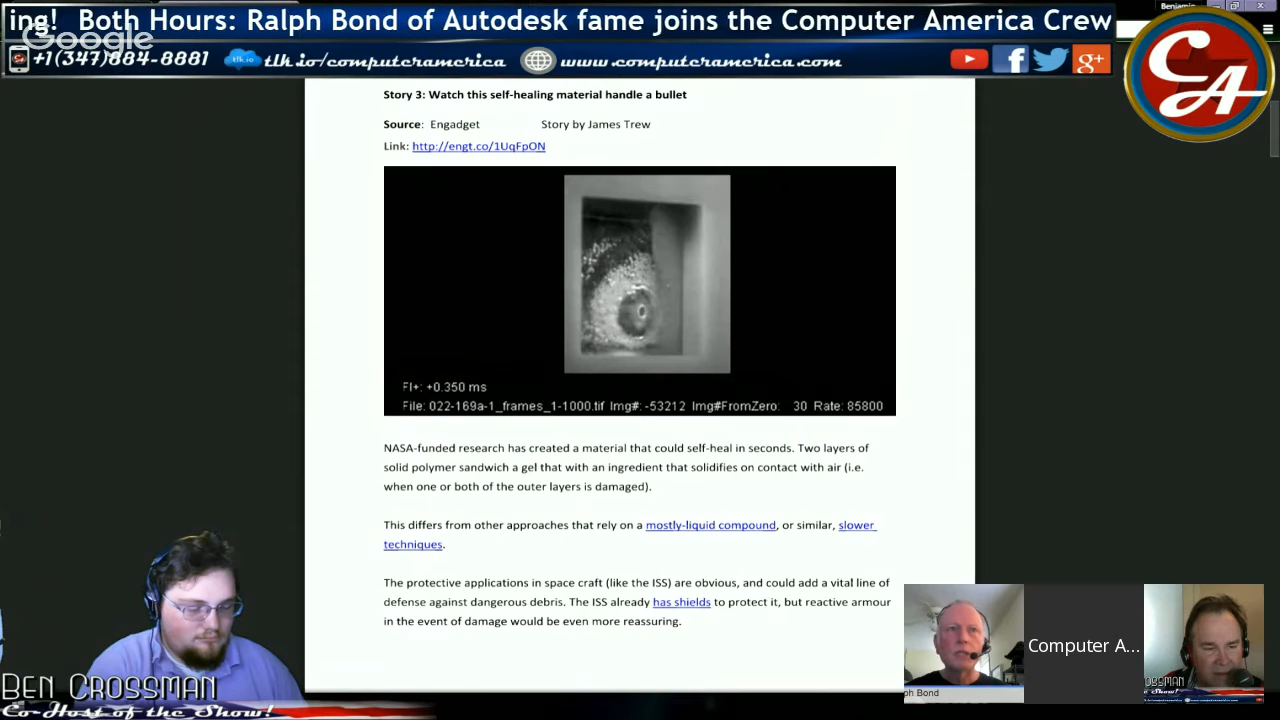 ing! Both Hours: Ralph Bond of Autodesk fame joins the Computer America Crew
Benjamin
Google
+1(347)884-8881 tlk.io/computeramerica www.computeramerica.com
CA
Story 3: Watch this self-healing material handle a bullet
Source: Engadget Story by James Trew
Link: http://engt.co/1UqFpON
FI+: +0.350 ms
File: 022-169a-1_frames_1-1000.tif Img#: -53212 Img#FromZero: 30 Rate: 85800
NASA-funded research has created a material that could self-heal in seconds. Two layers of
solid polymer sandwich a gel that with an ingredient that solidifies on contact with air (i.e.
when one or both of the outer layers is damaged).
This differs from other approaches that rely on a mostly-liquid compound, or similar, slower
techniques.
The protective applications in space craft (like the ISS) are obvious, and could add a vital line of
defense against dangerous debris. The ISS already has shields to protect it, but reactive armour
in the event of damage would be even more reassuring.
Computer A...
ph Bond
BEN CROSSMAN
Co-Host of the Show!